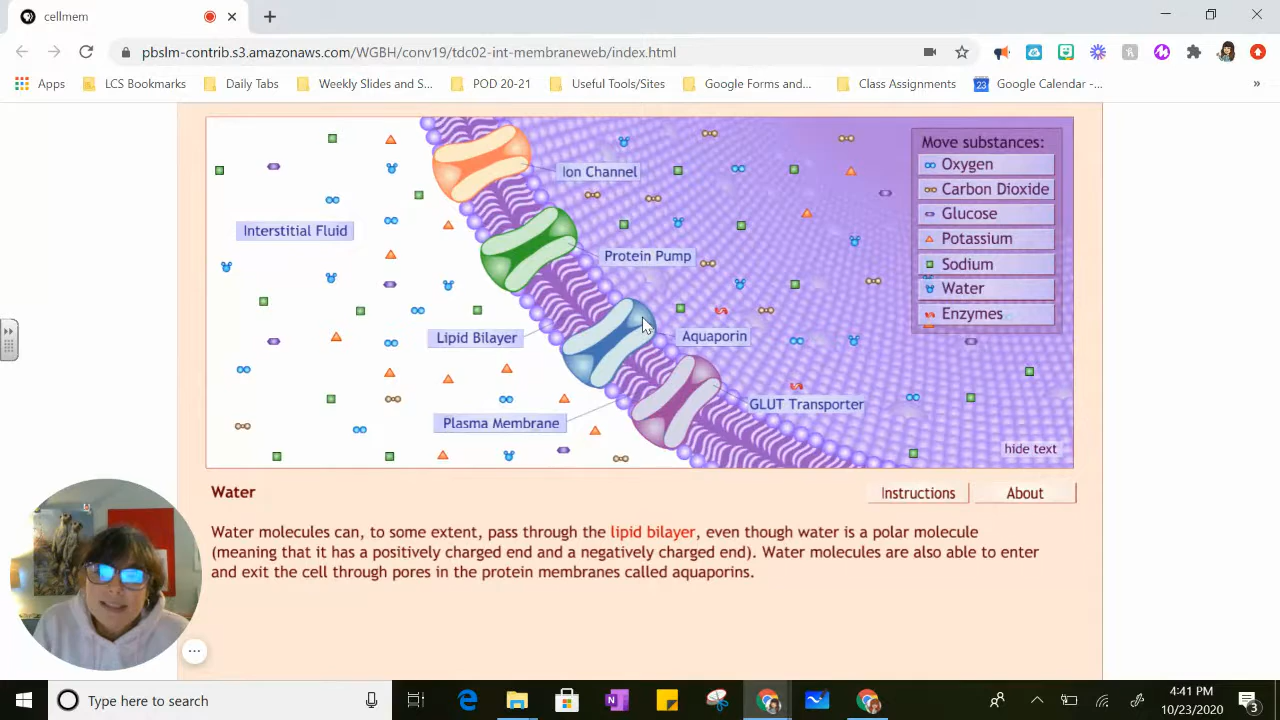 cellmem
pbslm-contrib.s3.amazonaws.com/WGBH/conv19/tdc02-int-membraneweb/index.html
Apps LCS Bookmarks Daily Tabs Weekly Slides and S... POD 20-21 Useful Tools/Sites Google Forms and... Class Assignments 23 Google Calendar -... »
Move substances:
Oxygen
Carbon Dioxide
Glucose
Potassium
Sodium
Water
Enzymes
Ion Channel
Interstitial Fluid
Protein Pump
Lipid Bilayer
Aquaporin
GLUT Transporter
Plasma Membrane
hide text
Water
Instructions
About
Water molecules can, to some extent, pass through the lipid bilayer, even though water is a polar molecule
(meaning that it has a positively charged end and a negatively charged end). Water molecules are also able to enter
and exit the cell through pores in the protein membranes called aquaporins.
...
Type here to search
4:41 PM
10/23/2020
3